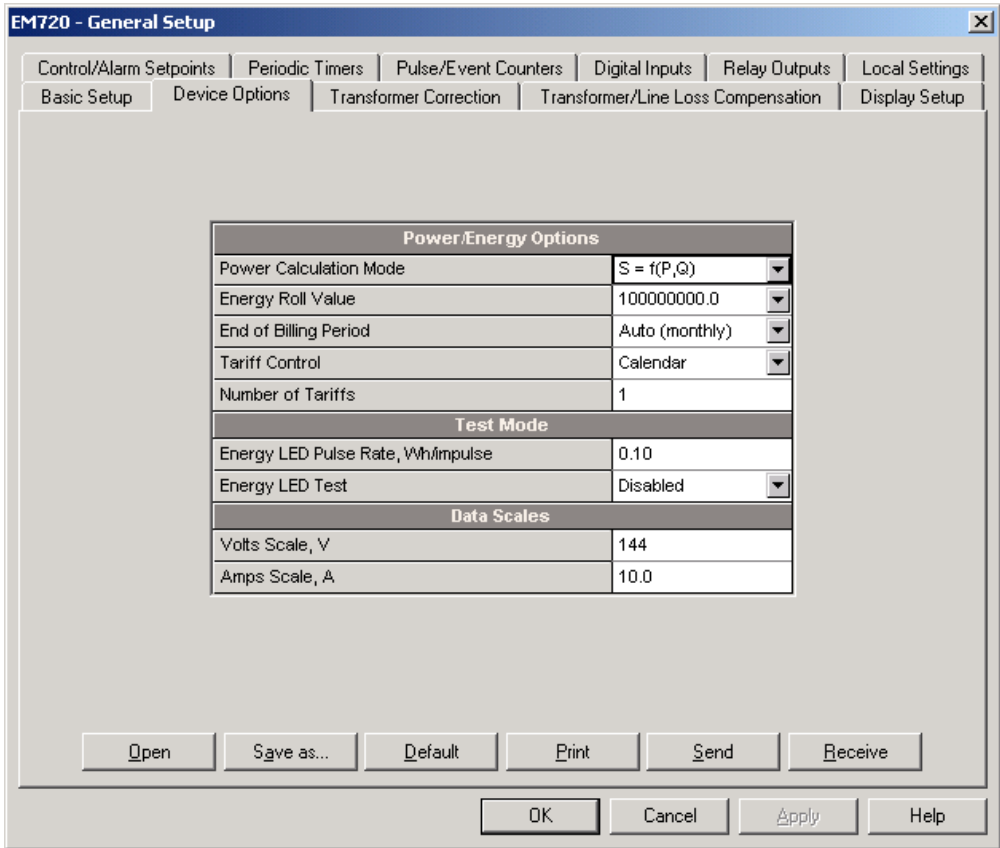 EM720 - General Setup
Control/Alarm Setpoints Periodic Timers Pulse/Event Counters Digital Inputs Relay Outputs Local Settings
Basic Setup Device Options Transformer Correction Transformer/Line Loss Compensation Display Setup
Power/Energy Options
Power Calculation Mode S = f(P,Q)
Energy Roll Value 100000000.0
End of Billing Period Auto (monthly)
Tariff Control Calendar
Number of Tariffs 1
Test Mode
Energy LED Pulse Rate, Wh/impulse 0.10
Energy LED Test Disabled
Data Scales
Volts Scale, V 144
Amps Scale, A 10.0
Open Save as... Default Print Send Receive
OK Cancel Apply Help